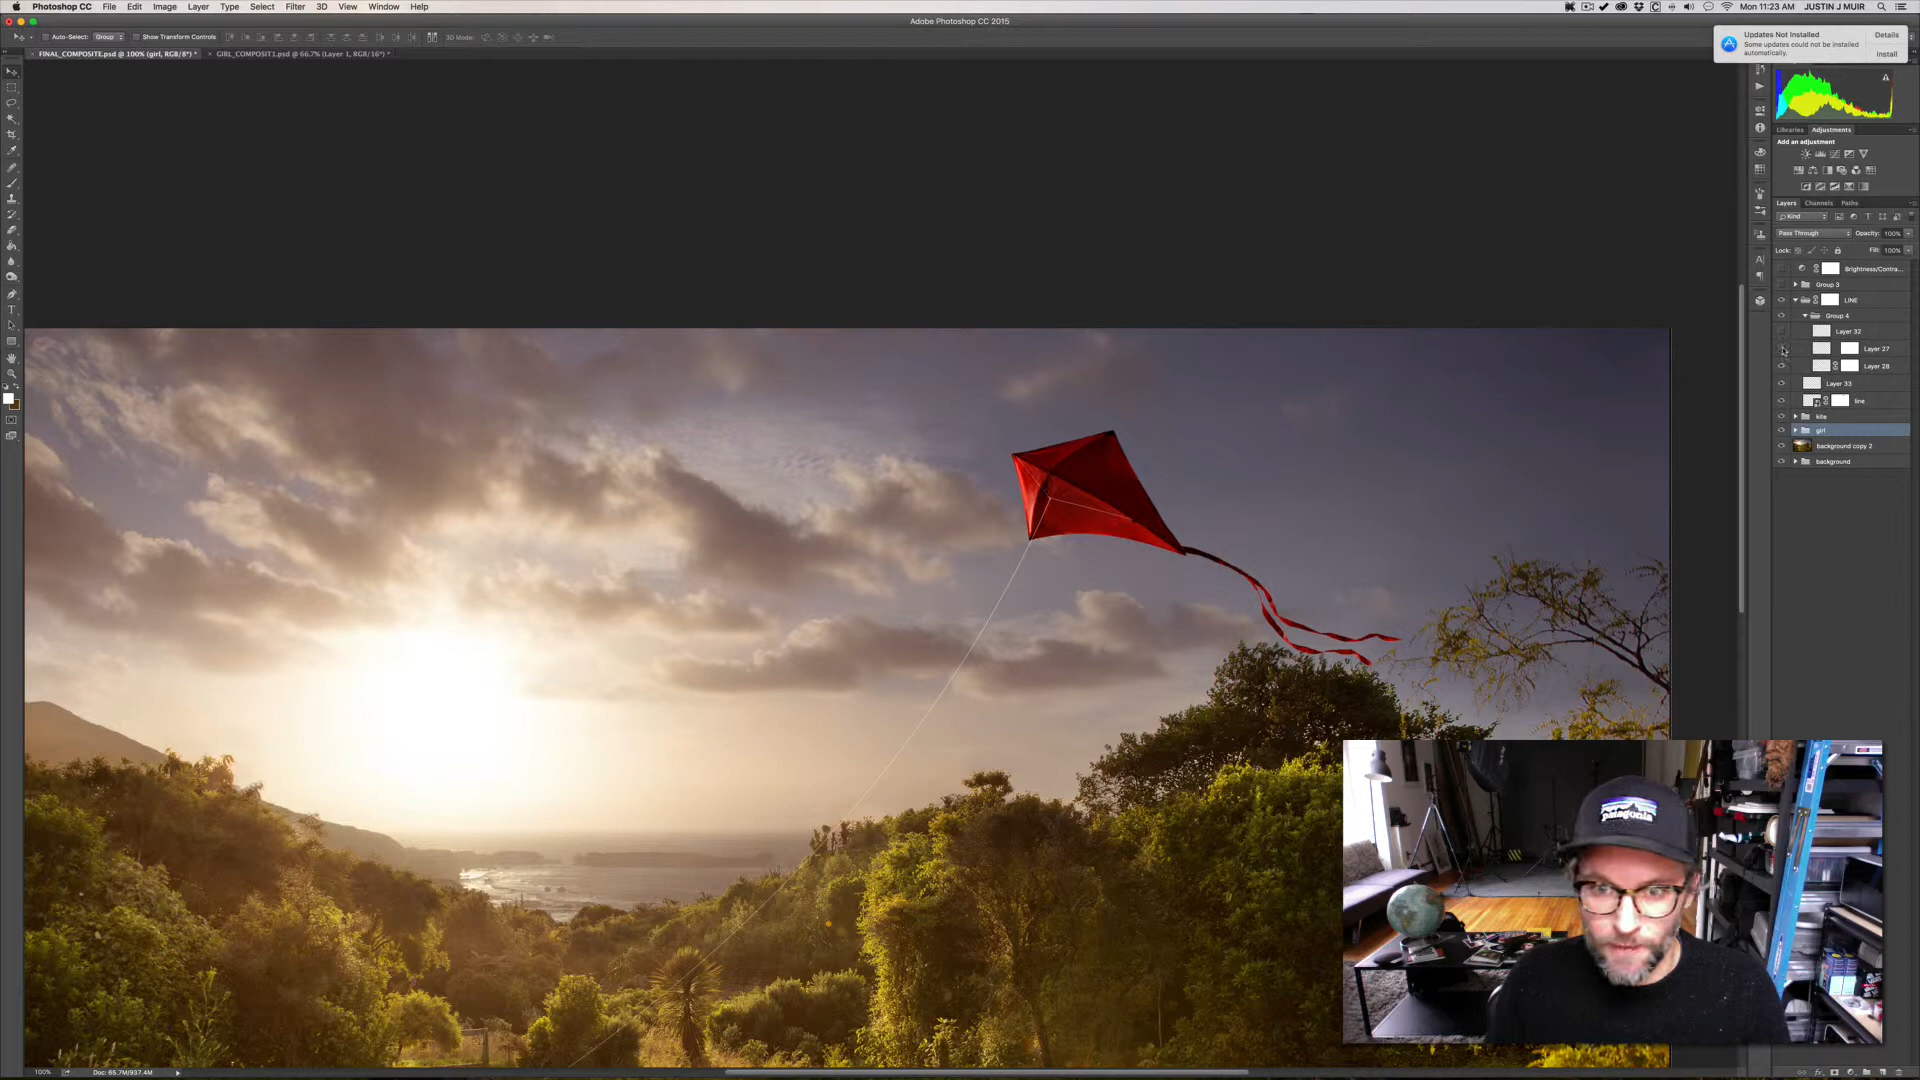 Photoshop CC File Edit Image Layer Type Select Filter 3D View Window Help
Mon 11:23 AM JUSTIN J MUIR
Adobe Photoshop CC 2015
Auto-Select: Group Show Transform Controls 3D Mode:
FINAL_COMPOSITE.psd @ 100% (girl, RGB/8*) * GIRL_COMPOSIT1.psd @ 66.7% (Layer 1, RGB/16*) *
Updates Not Installed
Some updates could not be installed
automatically.
Details
Install
Libraries Adjustments
Add an adjustment
Layers Channels Paths
Kind
Pass Through Opacity: 100%
Lock: Fill: 100%
Brightness/Contra...
Group 3
LINE
Group 4
Layer 32
Layer 27
Layer 28
Layer 33
line
kite
girl
background copy 2
background
patagonia
100% Doc: 65.7M/937.4M